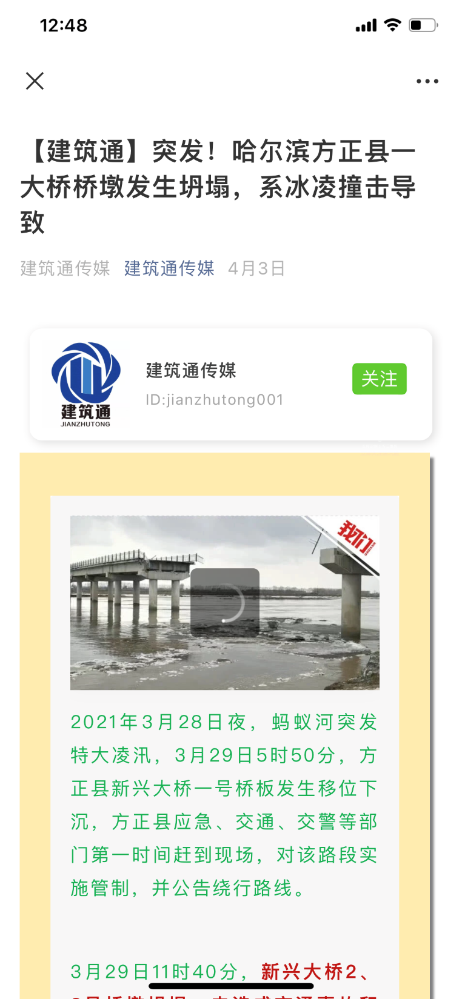 12:48
【建筑通】突发！哈尔滨方正县一
大桥桥墩发生坍塌，系冰凌撞击导
致
建筑通传媒 建筑通传媒 4月3日
建筑通
JIANZHUTONG
建筑通传媒
ID:jianzhutong001
关注
我们
2021年3月28日夜，蚂蚁河突发
特大凌汛，3月29日5时50分，方
正县新兴大桥一号桥板发生移位下
沉，方正县应急、交通、交警等部
门第一时间赶到现场，对该路段实
施管制，并公告绕行路线。
3月29日11时40分，新兴大桥2、